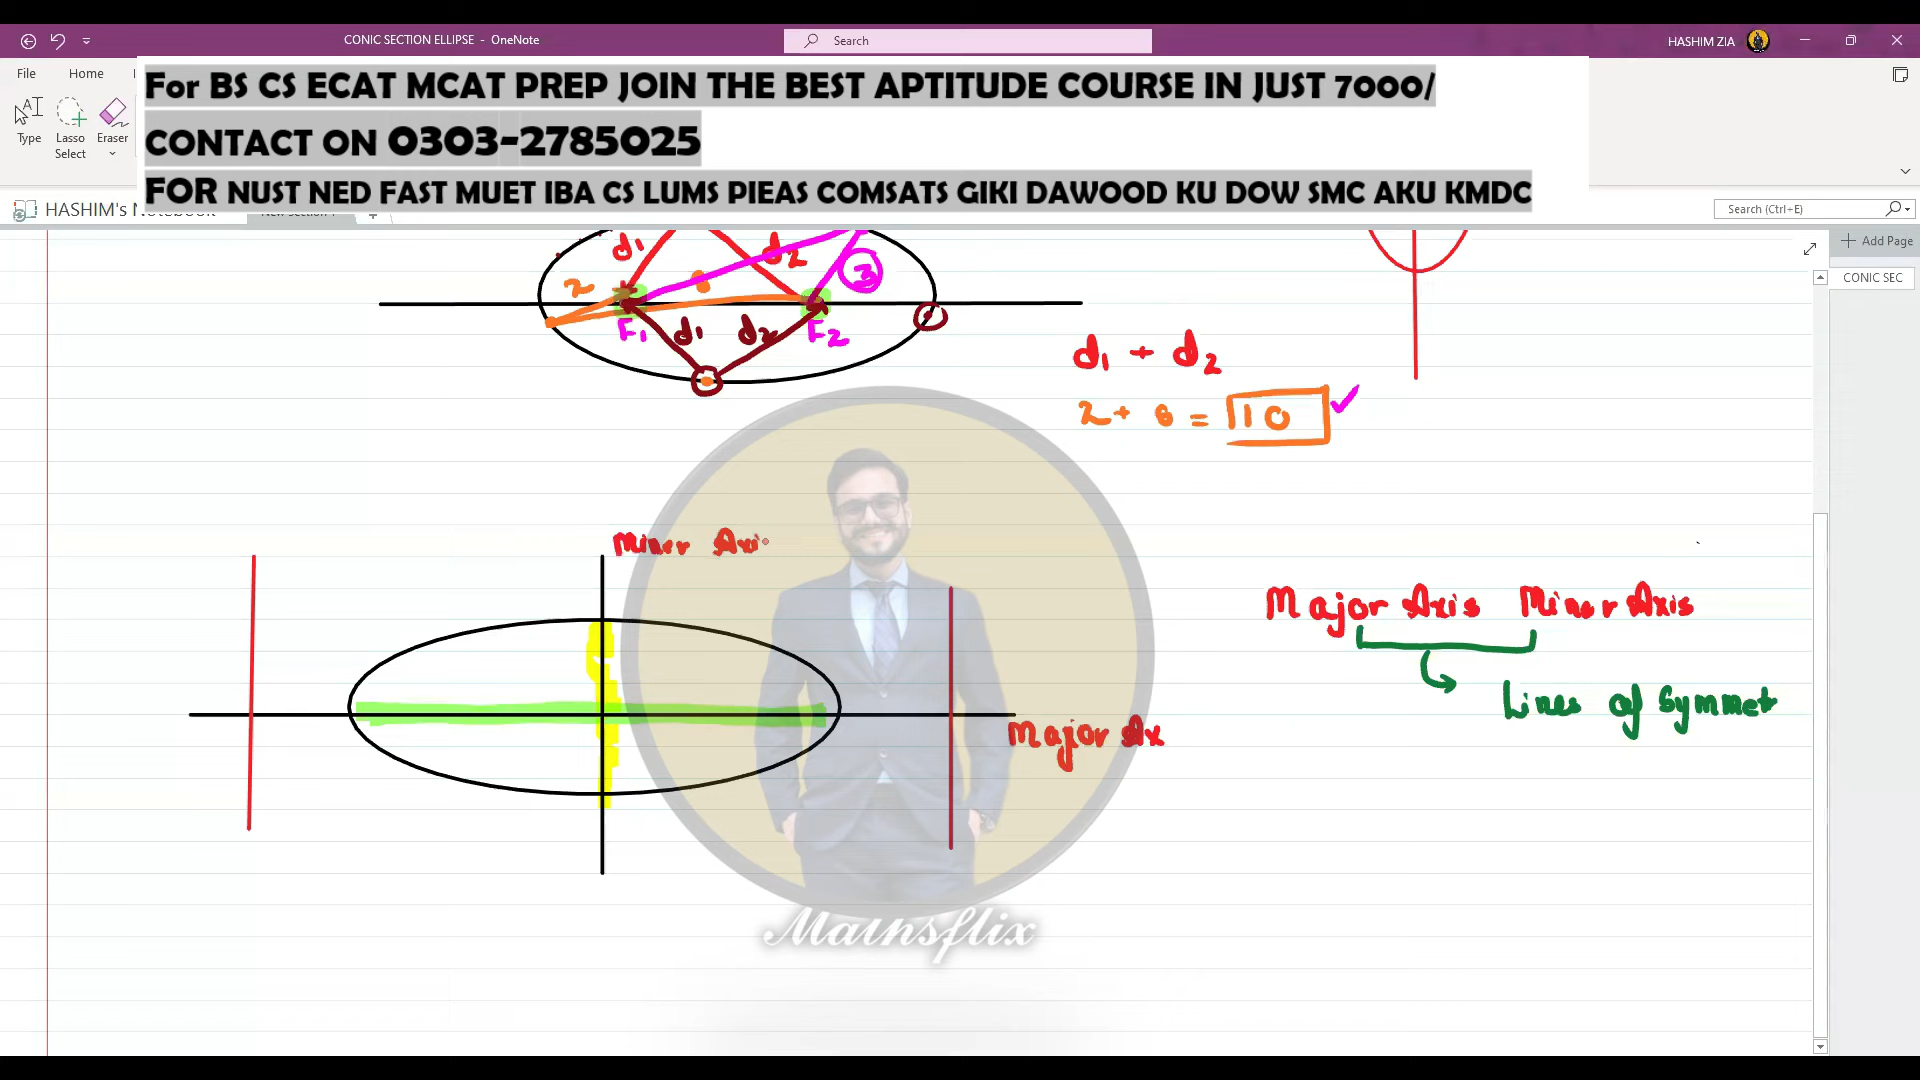 CONIC SECTION ELLIPSE - OneNote
Search
HASHIM ZIA
File
Home
For BS CS ECAT MCAT PREP JOIN THE BEST APTITUDE COURSE IN JUST 7000/
CONTACT ON 0303-2785025
FOR NUST NED FAST MUET IBA CS LUMS PIEAS COMSATS GIKI DAWOOD KU DOW SMC AKU KMDC
Type
Lasso Select
Eraser
HASHIM's Notebook
Search (Ctrl+E)
Add Page
CONIC SEC
d1
d2
2
3
F1
d1
d2
F2
d1 + d2
2 + 8 = 10
Minor Axi
Major Axis Minor Axis
Lines of Symmet
Major Ax
Mainsflix